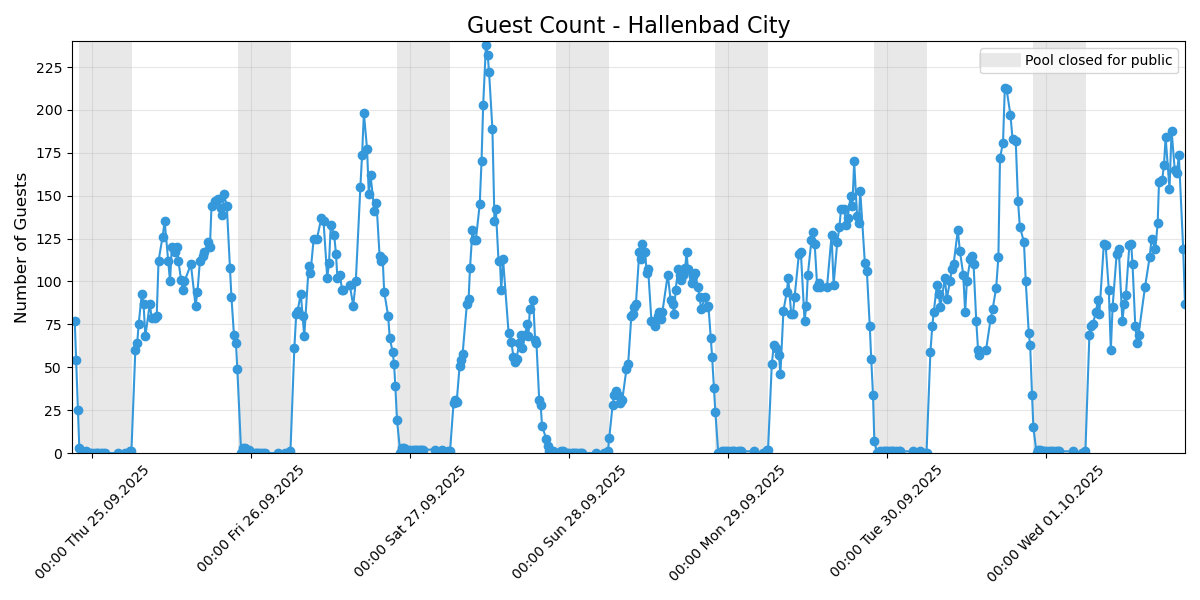 Guest Count - Hallenbad City
Pool closed for public
Number of Guests
225
200
175
150
125
100
75
50
25
0
00:00 Thu 25.09.2025
00:00 Fri 26.09.2025
00:00 Sat 27.09.2025
00:00 Sun 28.09.2025
00:00 Mon 29.09.2025
00:00 Tue 30.09.2025
00:00 Wed 01.10.2025